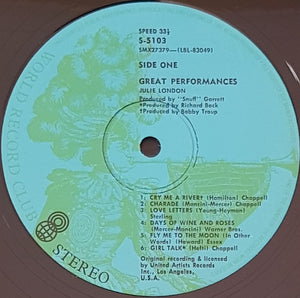 SPEED 33⅓
S-5103
SMX27379—(LBL-83049)
SIDE ONE
GREAT PERFORMANCES
JULIE LONDON
Produced by "Snuff" Garrett
*Produced by Richard Bock
†Produced by Bobby Troup
1. CRY ME A RIVER† (Hamilton) Chappell
2. CHARADE (Mancini-Mercer) Chappell
3. LOVE LETTERS (Young-Heyman)
Sterling
4. DAYS OF WINE AND ROSES
(Mancini-Mercer) Warner Bros.
5. FLY ME TO THE MOON (In Other
Words) (Howard) Essex
6. GIRL TALK* (Hefti) Chappell
Original recording & licensed
by United Artists Records
Inc., Los Angeles,
U.S.A.
WORLD RECORD CLUB
STEREO